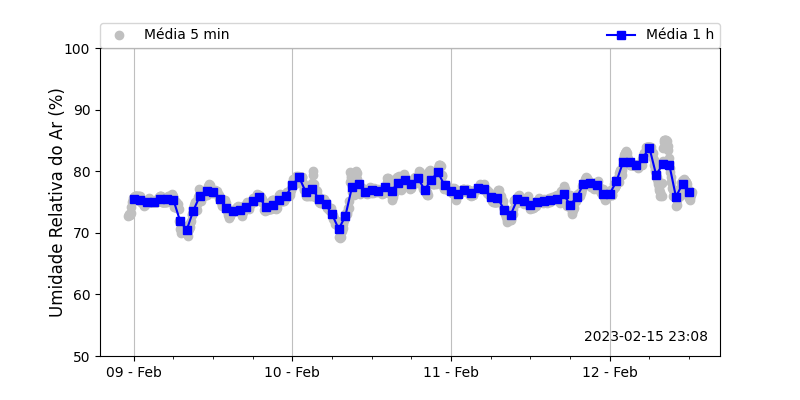 Média 5 min
Média 1 h
Umidade Relativa do Ar (%)
100
90
80
70
60
50
2023-02-15 23:08
09 - Feb
10 - Feb
11 - Feb
12 - Feb